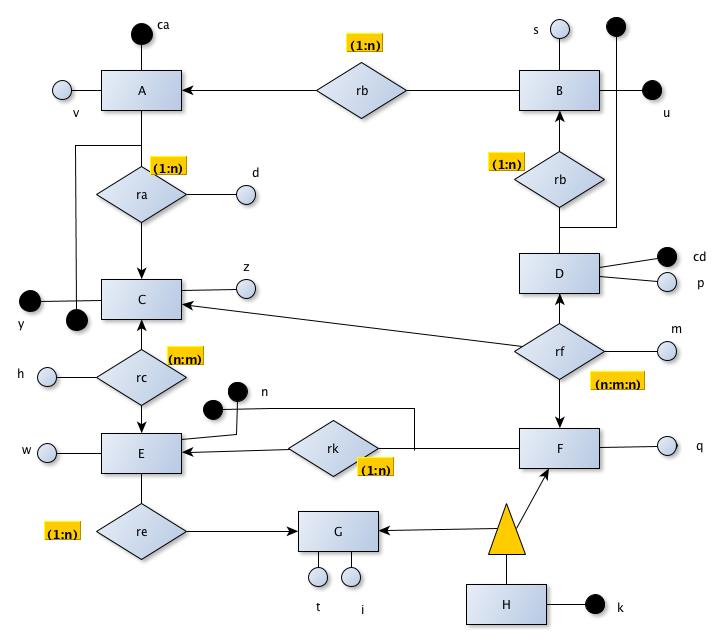 ca
(1:n)
s
A
rb
B
v
u
(1:n)
(1:n)
d
ra
rb
z
D
cd
p
C
y
m
h
(n:m)
rf
rc
(n:m:n)
n
w
E
rk
F
q
(1:n)
(1:n)
re
G
t
i
H
k